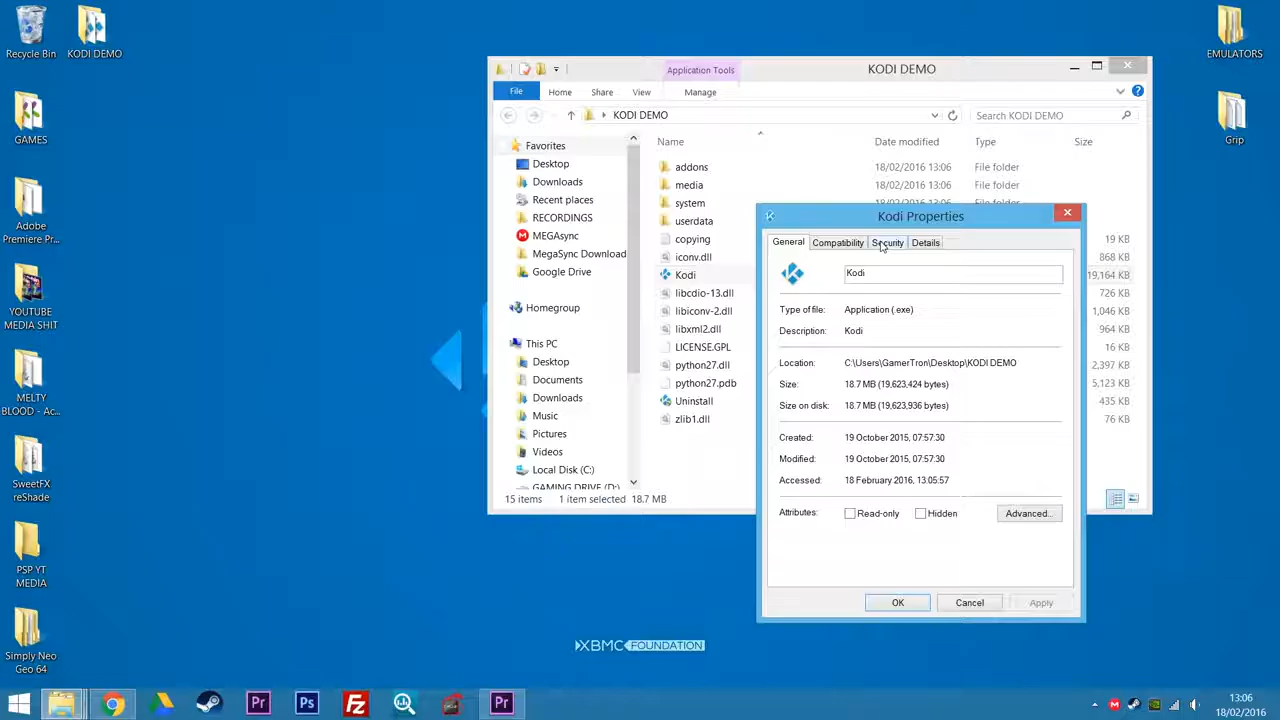 Recycle Bin
KODI DEMO
GAMES
Adobe
Premiere Pr...
YOUTUBE
MEDIA SHIT
MELTY
BLOOD - Ac...
SweetFX
reShade
PSP YT
MEDIA
Simply Neo
Geo 64
EMULATORS
Grip
Application Tools
KODI DEMO
File
Home
Share
View
Manage
KODI DEMO
Search KODI DEMO
Favorites
Desktop
Downloads
Recent places
RECORDINGS
MEGAsync
MegaSync Download
Google Drive
Homegroup
This PC
Desktop
Documents
Downloads
Music
Pictures
Videos
Local Disk (C:)
GAMING DRIVE (D:)
Name
Date modified
Type
Size
addons
18/02/2016 13:06
File folder
media
18/02/2016 13:06
File folder
system
18/02/2016 13:06
File folder
userdata
copying
19 KB
iconv.dll
868 KB
Kodi
19,164 KB
libcdio-13.dll
726 KB
libiconv-2.dll
1,046 KB
libxml2.dll
964 KB
LICENSE.GPL
16 KB
python27.dll
2,397 KB
python27.pdb
5,123 KB
Uninstall
435 KB
zlib1.dll
76 KB
15 items
1 item selected 18.7 MB
Kodi Properties
General
Compatibility
Security
Details
Kodi
Type of file: Application (.exe)
Description: Kodi
Location: C:\Users\GamerTron\Desktop\KODI DEMO
Size: 18.7 MB (19,623,424 bytes)
Size on disk: 18.7 MB (19,623,936 bytes)
Created: 19 October 2015, 07:57:30
Modified: 19 October 2015, 07:57:30
Accessed: 18 February 2016, 13:05:57
Attributes: Read-only Hidden Advanced...
OK
Cancel
Apply
XBMC FOUNDATION
Pr
Ps
Fz
Pr
13:06
18/02/2016